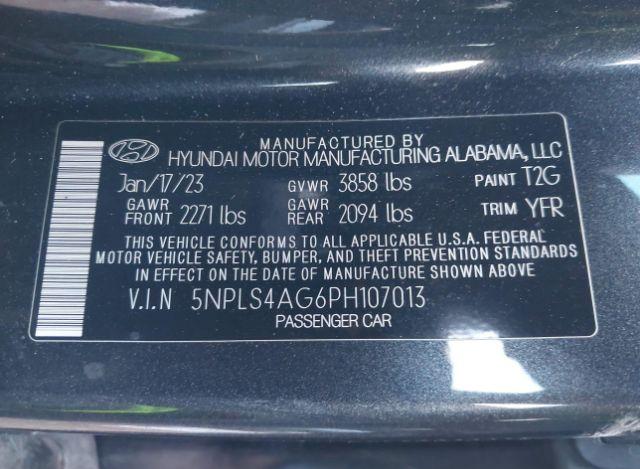 MANUFACTURED BY
HYUNDAI MOTOR MANUFACTURING ALABAMA, LLC
Jan/17/23 GVWR 3858 lbs PAINT T2G
GAWR FRONT 2271 lbs GAWR REAR 2094 lbs TRIM YFR
THIS VEHICLE CONFORMS TO ALL APPLICABLE U.S.A. FEDERAL
MOTOR VEHICLE SAFETY, BUMPER, AND THEFT PREVENTION STANDARDS
IN EFFECT ON THE DATE OF MANUFACTURE SHOWN ABOVE
V.I.N 5NPLS4AG6PH107013
PASSENGER CAR